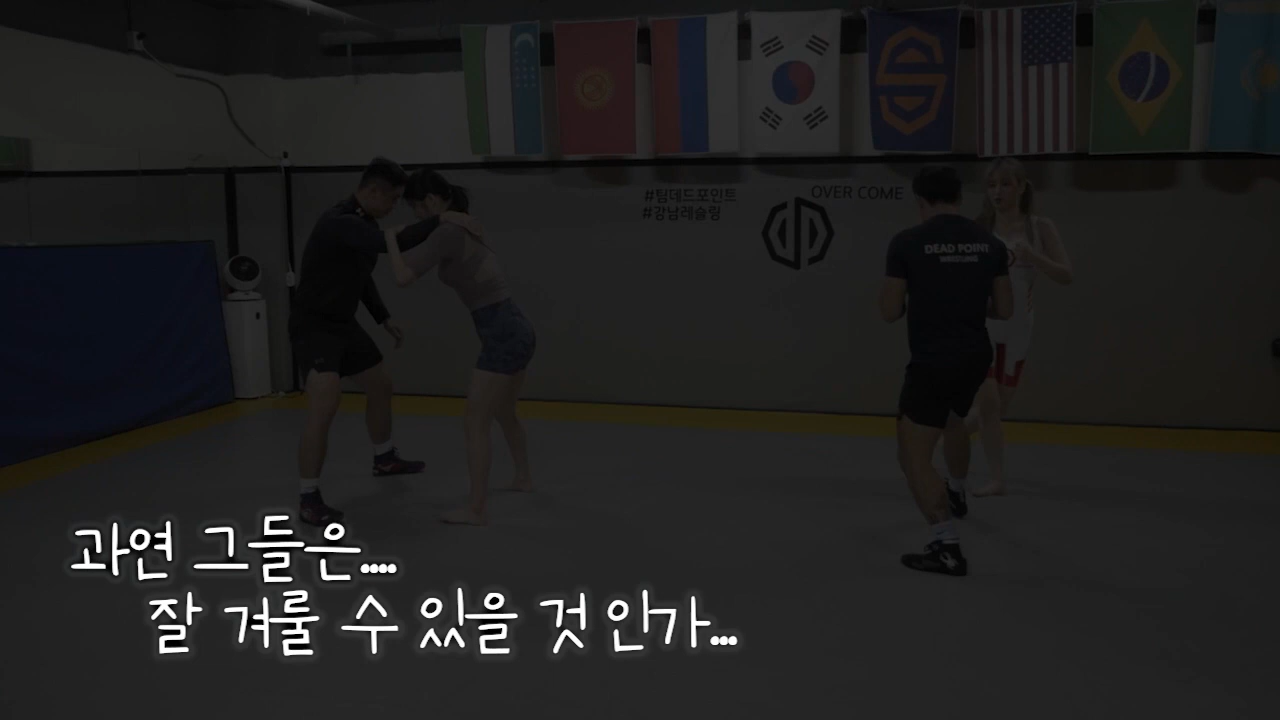 #팀데드포인트
#강남레슬링
OVER COME
DEAD POINT
WRESTLING
과연 그들은....
잘 겨룰 수 있을 것 인가...